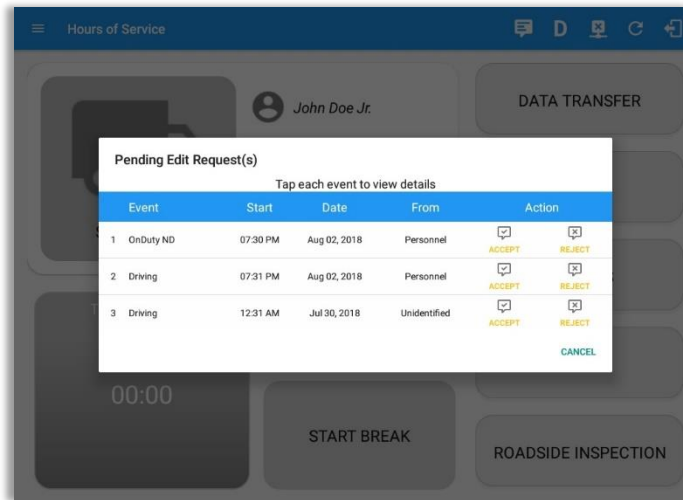 Hours of Service
D
John Doe Jr.
DATA TRANSFER
Pending Edit Request(s)
Tap each event to view details
Event Start Date From Action
1 OnDuty ND 07:30 PM Aug 02, 2018 Personnel ACCEPT REJECT
2 Driving 07:31 PM Aug 02, 2018 Personnel ACCEPT REJECT
3 Driving 12:31 AM Jul 30, 2018 Unidentified ACCEPT REJECT
CANCEL
00:00
START BREAK
ROADSIDE INSPECTION